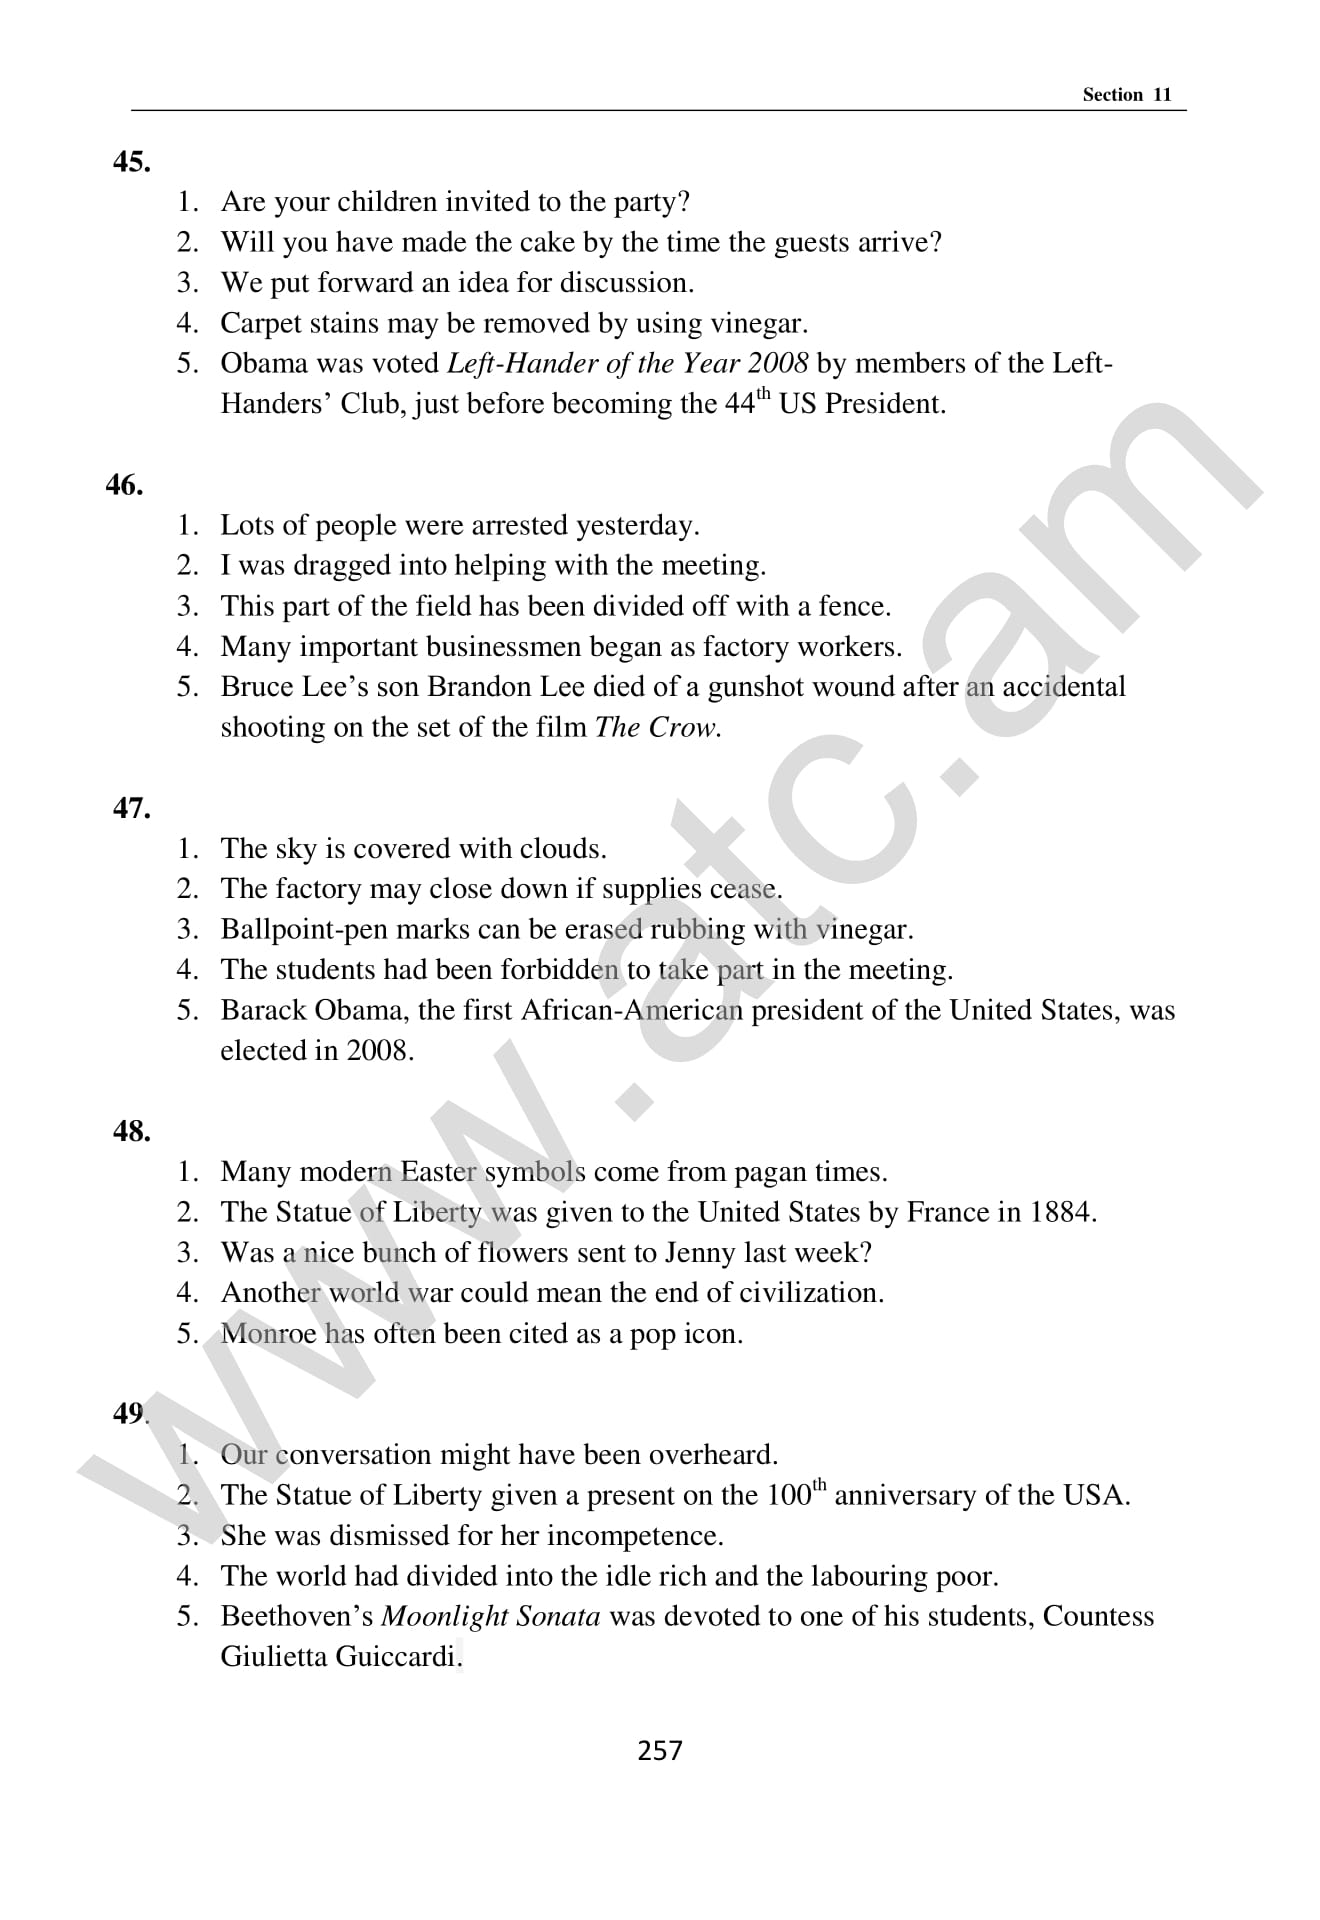 Section 11
45.
1. Are your children invited to the party?
2. Will you have made the cake by the time the guests arrive?
3. We put forward an idea for discussion.
4. Carpet stains may be removed by using vinegar.
5. Obama was voted Left-Hander of the Year 2008 by members of the Left-
Handers’ Club, just before becoming the 44th US President.
46.
1. Lots of people were arrested yesterday.
2. I was dragged into helping with the meeting.
3. This part of the field has been divided off with a fence.
4. Many important businessmen began as factory workers.
5. Bruce Lee’s son Brandon Lee died of a gunshot wound after an accidental
shooting on the set of the film The Crow.
47.
1. The sky is covered with clouds.
2. The factory may close down if supplies cease.
3. Ballpoint-pen marks can be erased rubbing with vinegar.
4. The students had been forbidden to take part in the meeting.
5. Barack Obama, the first African-American president of the United States, was
elected in 2008.
48.
1. Many modern Easter symbols come from pagan times.
2. The Statue of Liberty was given to the United States by France in 1884.
3. Was a nice bunch of flowers sent to Jenny last week?
4. Another world war could mean the end of civilization.
5. Monroe has often been cited as a pop icon.
49.
1. Our conversation might have been overheard.
2. The Statue of Liberty given a present on the 100th anniversary of the USA.
3. She was dismissed for her incompetence.
4. The world had divided into the idle rich and the labouring poor.
5. Beethoven’s Moonlight Sonata was devoted to one of his students, Countess
Giulietta Guiccardi.
257
www.atc.am